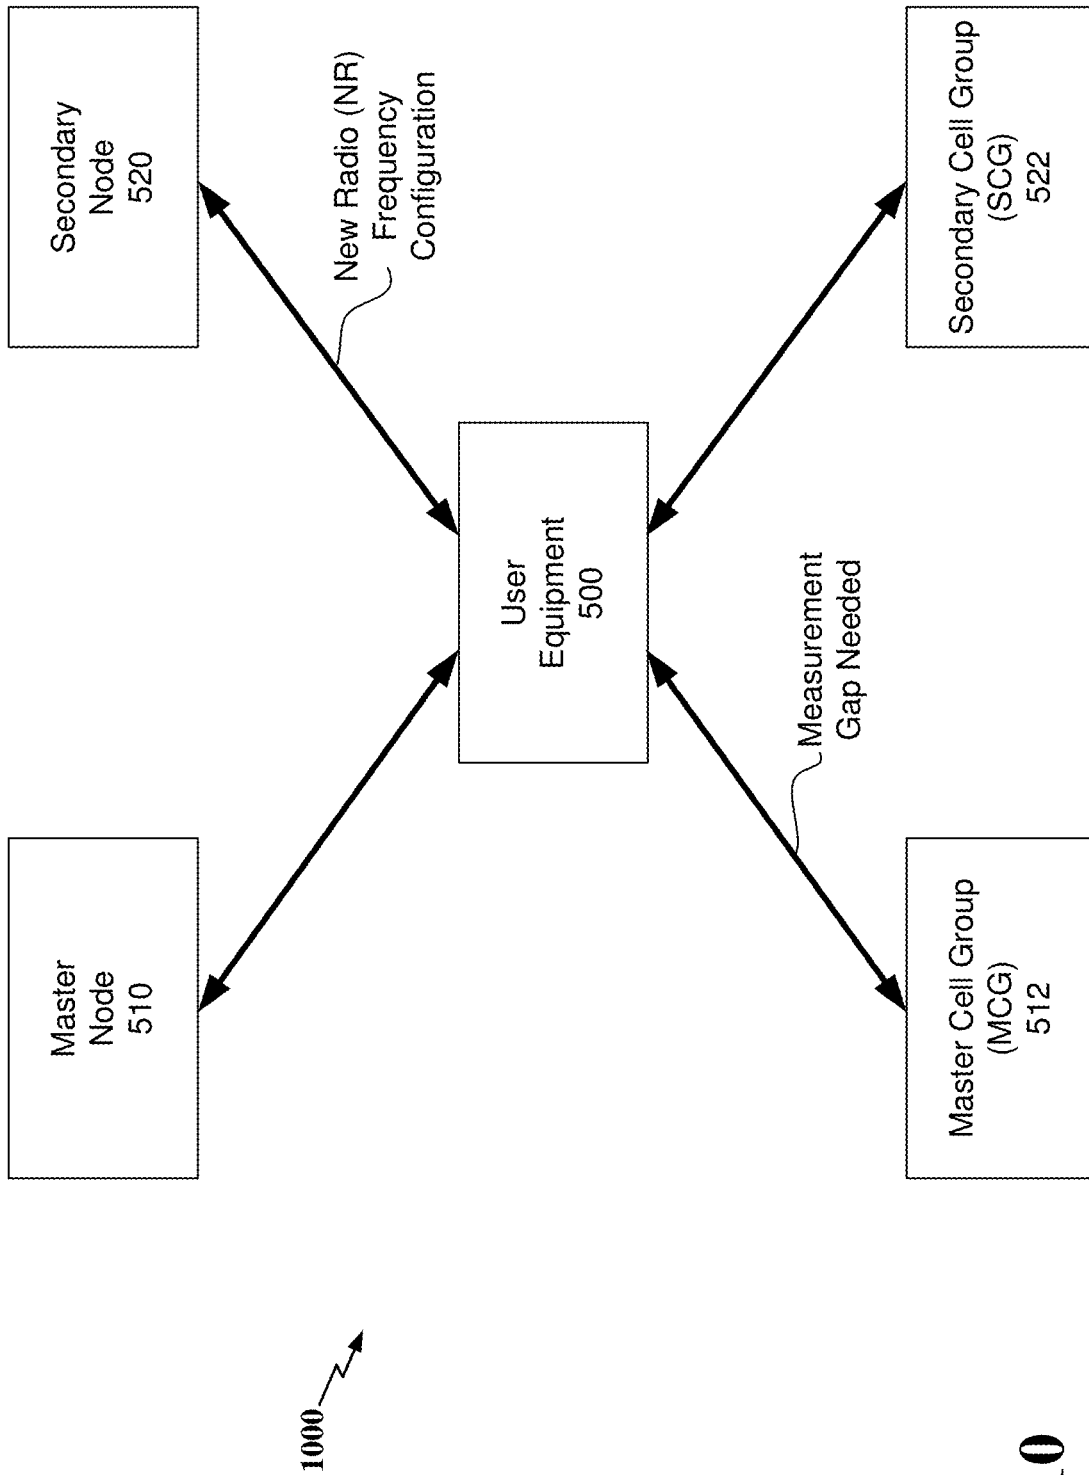 Master
Node
510
Secondary
Node
520
New Radio (NR)
Frequency
Configuration
User
Equipment
500
Measurement
Gap Needed
Master Cell Group
(MCG)
512
Secondary Cell Group
(SCG)
522
1000
0